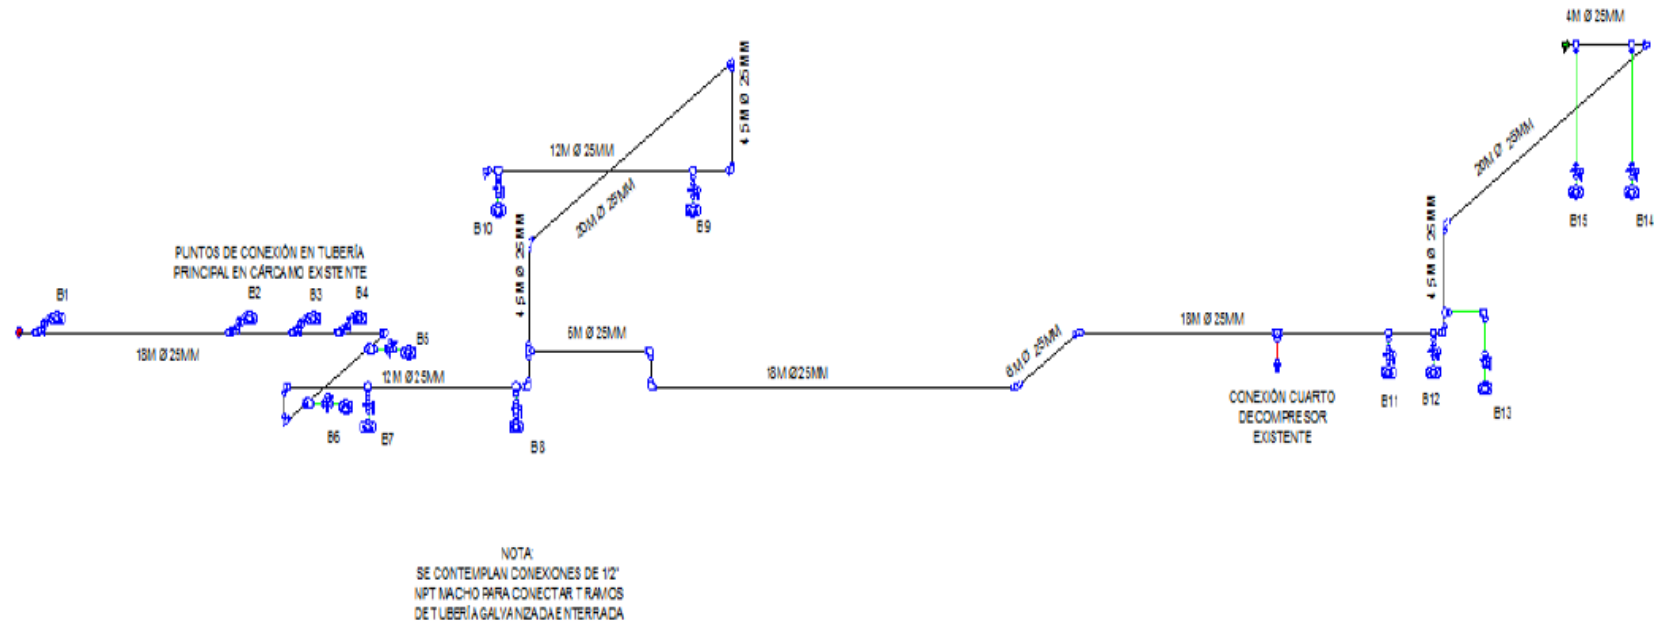 4M Ø 25MM
4.5M Ø 25MM
12M Ø 25MM
20M Ø 25MM
20M Ø 25MM
B10
B9
B15
B14
4.5M Ø 25MM
4.5M Ø 25MM
PUNTOS DE CONEXIÓN EN TUBERÍA
PRINCIPAL EN CÁRCAMO EXISTENTE
B1
B2
B3
B4
18M Ø 25MM
B5
6M Ø 25MM
6M Ø 25MM
18M Ø 25MM
12M Ø 25MM
18M Ø 25MM
B6
B7
B8
CONEXIÓN CUARTO
DE COMPRESOR
EXISTENTE
B11
B12
B13
NOTA:
SE CONTEMPLAN CONEXIONES DE 1/2"
NPT MACHO PARA CONECTAR TRAMOS
DE TUBERÍA GALVANIZADA ENTERRADA